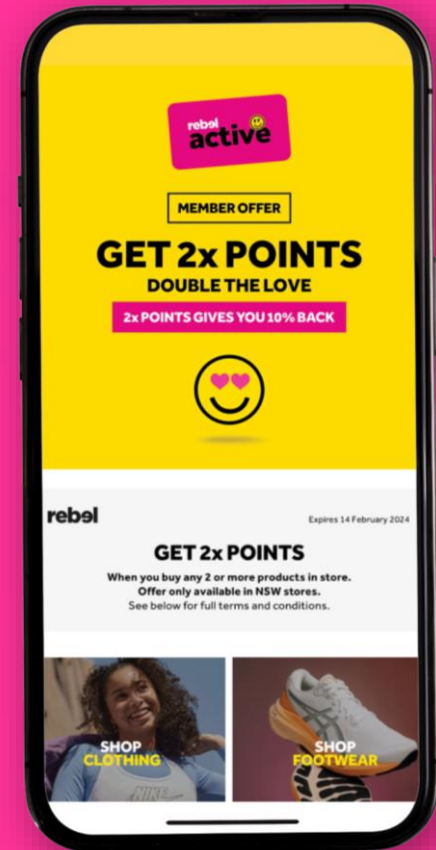 rebel
active
MEMBER OFFER
GET 2x POINTS
DOUBLE THE LOVE
2x POINTS GIVES YOU 10% BACK
rebel
Expires 14 February 2024
GET 2x POINTS
When you buy any 2 or more products in store.
Offer only available in NSW stores.
See below for full terms and conditions.
SHOP
CLOTHING
NIKE
SHOP
FOOTWEAR